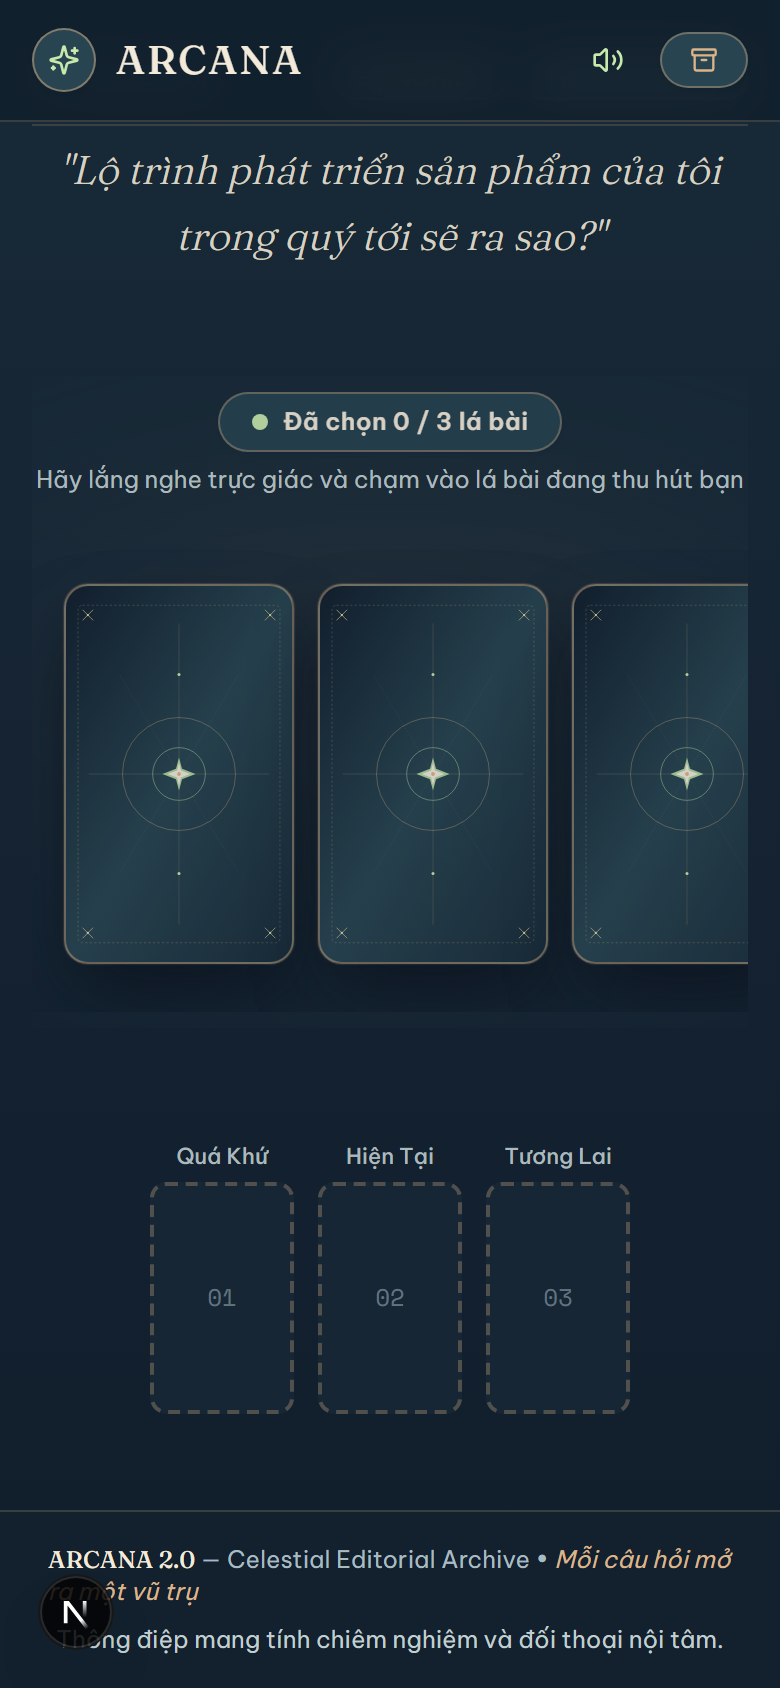 ARCANA
"Lộ trình phát triển sản phẩm của tôi
trong quý tới sẽ ra sao?"
Đã chọn 0 / 3 lá bài
Hãy lắng nghe trực giác và chạm vào lá bài đang thu hút bạn
Quá Khứ Hiện Tại Tương Lai
01 02 03
ARCANA 2.0 — Celestial Editorial Archive • Mỗi câu hỏi mở
ra một vũ trụ
N
Thông điệp mang tính chiêm nghiệm và đối thoại nội tâm.